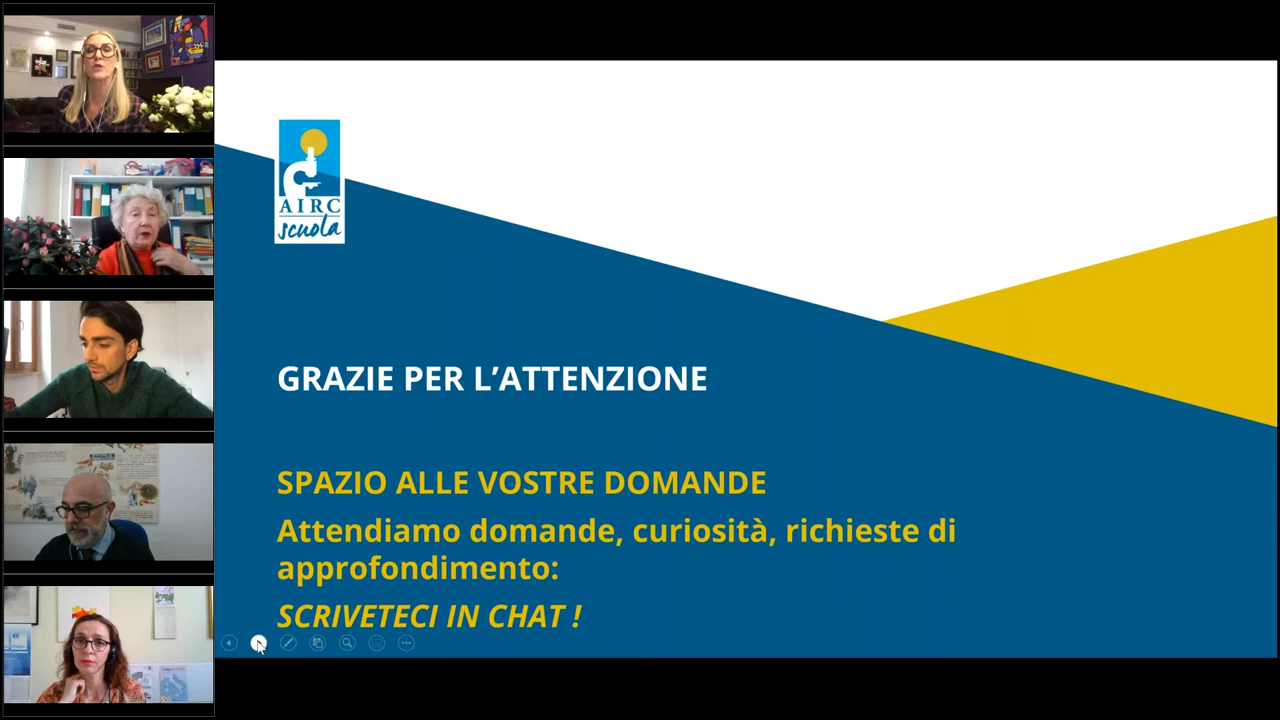 AIRC
scuola
GRAZIE PER L’ATTENZIONE
SPAZIO ALLE VOSTRE DOMANDE
Attendiamo domande, curiosità, richieste di
approfondimento:
SCRIVETECI IN CHAT !